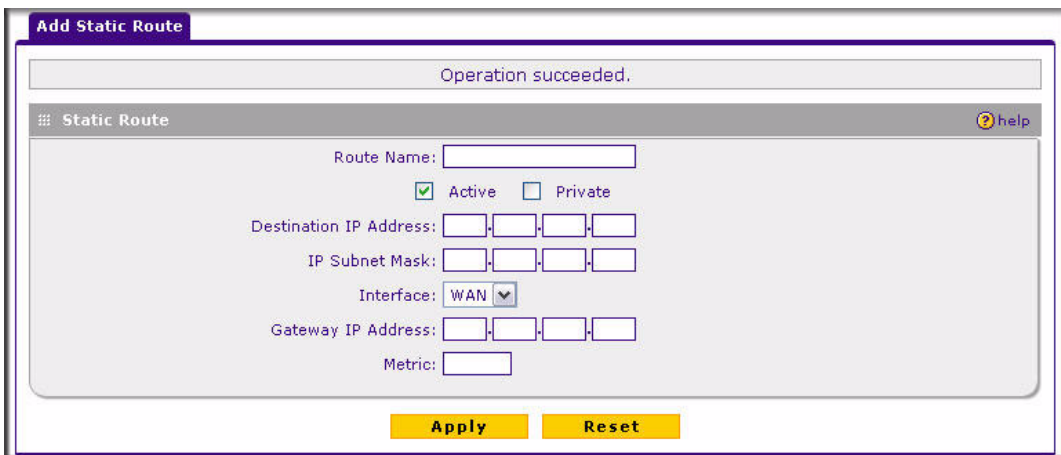 Add Static Route
Operation succeeded.
Static Route
help
Route Name:
Active Private
Destination IP Address:
IP Subnet Mask:
Interface: WAN
Gateway IP Address:
Metric:
Apply Reset